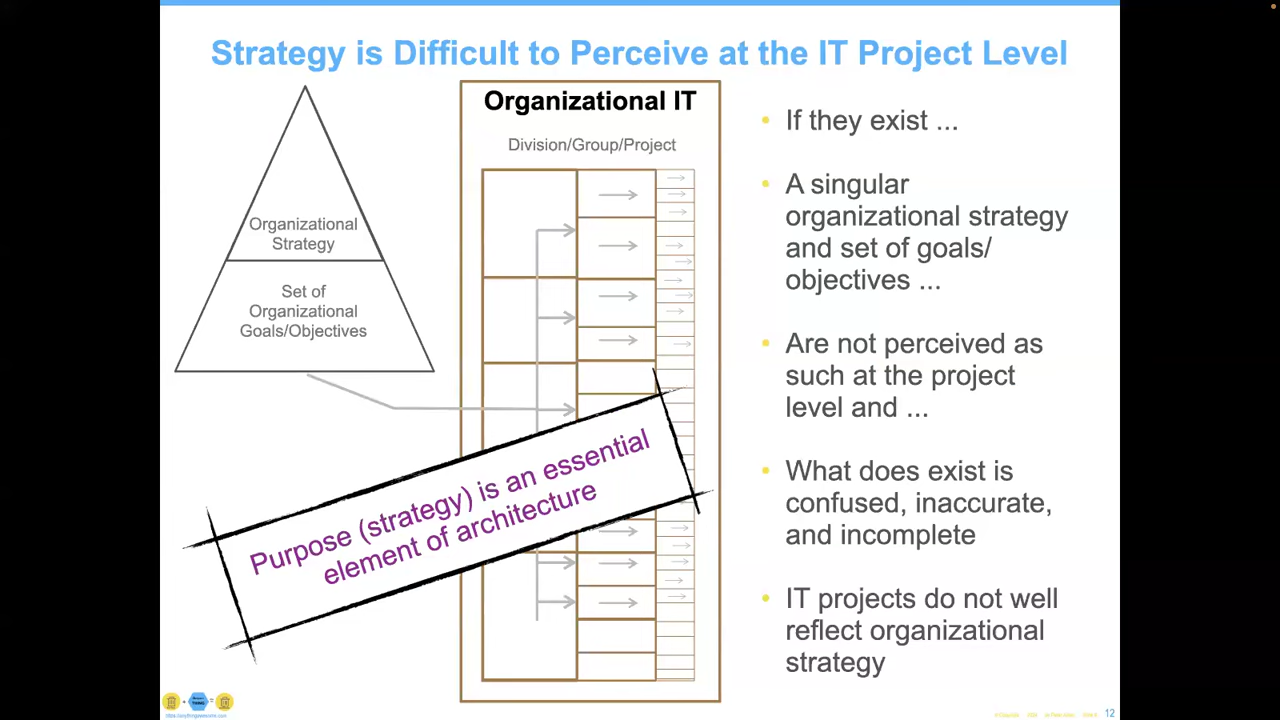 Strategy is Difficult to Perceive at the IT Project Level
Organizational
Strategy
Set of
Organizational
Goals/Objectives
Organizational IT
Division/Group/Project
Purpose (strategy) is an essential
element of architecture
• If they exist ...
• A singular
organizational strategy
and set of goals/
objectives ...
• Are not perceived as
such at the project
level and ...
• What does exist is
confused, inaccurate,
and incomplete
• IT projects do not well
reflect organizational
strategy
12